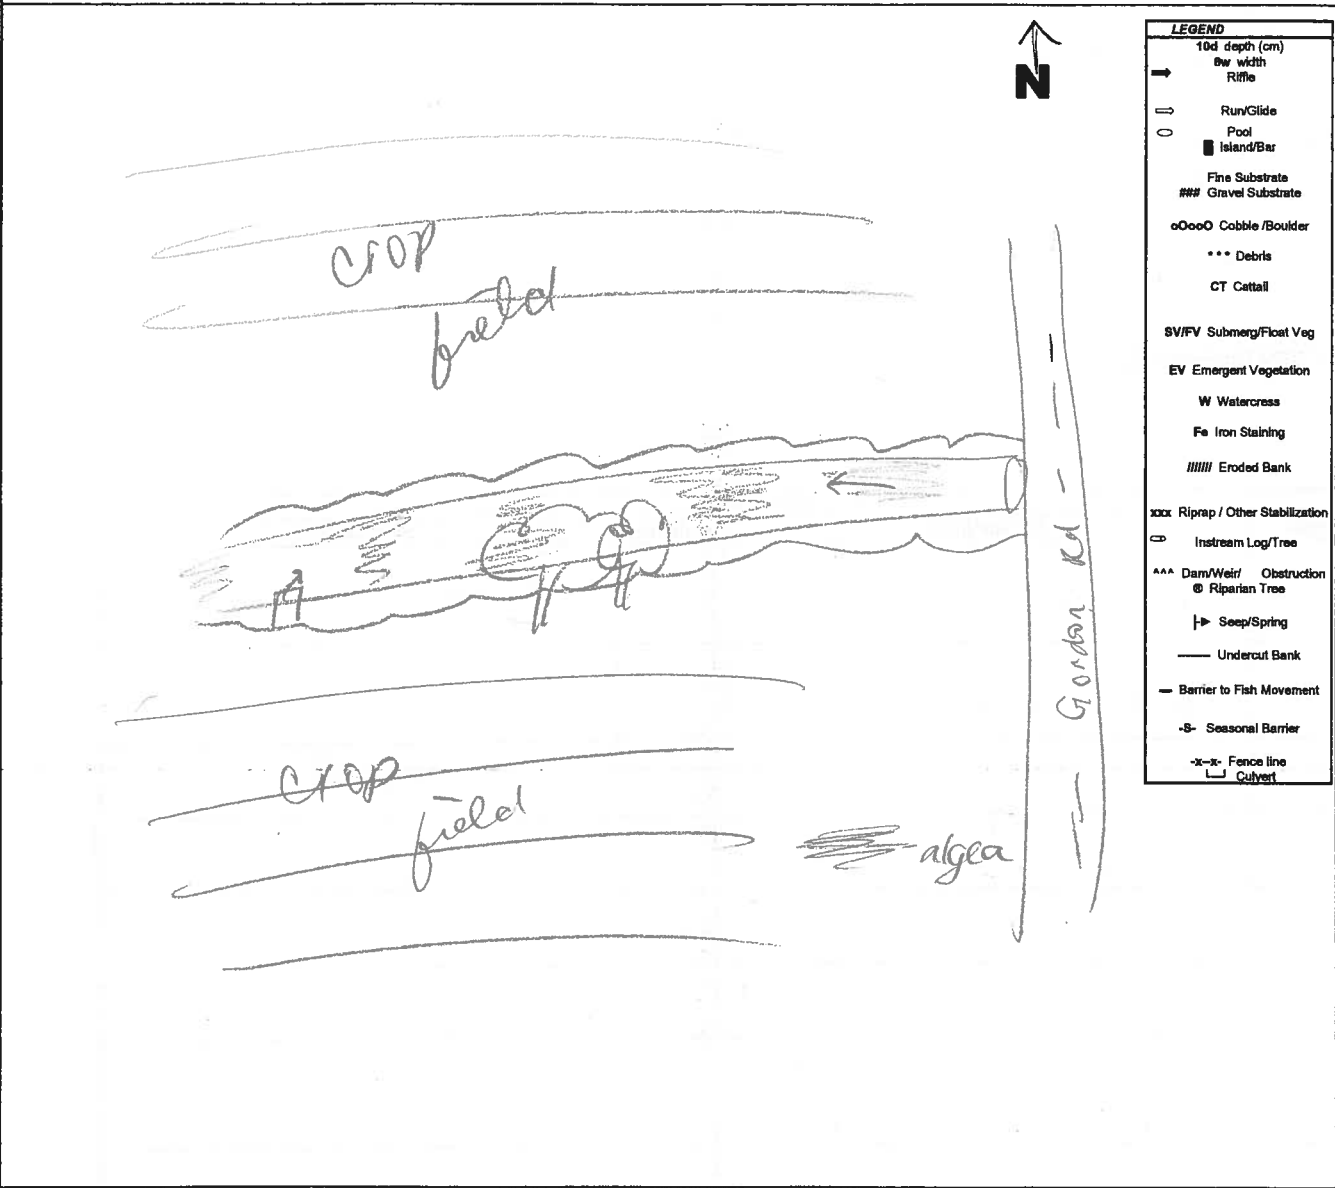 N
crop
field
Gordon Rd
crop
field
algea
LEGEND
10d depth (cm)
8w width
Riffle
Run/Glide
Pool
Island/Bar
Fine Substrate
### Gravel Substrate
oOooO Cobble /Boulder
*** Debris
CT Cattail
SV/FV Submerg/Float Veg
EV Emergent Vegetation
W Watercress
Fe Iron Staining
/////// Eroded Bank
xxx Riprap / Other Stabilization
Instream Log/Tree
^^^ Dam/Weir/ Obstruction
® Riparian Tree
Seep/Spring
Undercut Bank
Barrier to Fish Movement
-S- Seasonal Barrier
-x--x- Fence line
Culvert